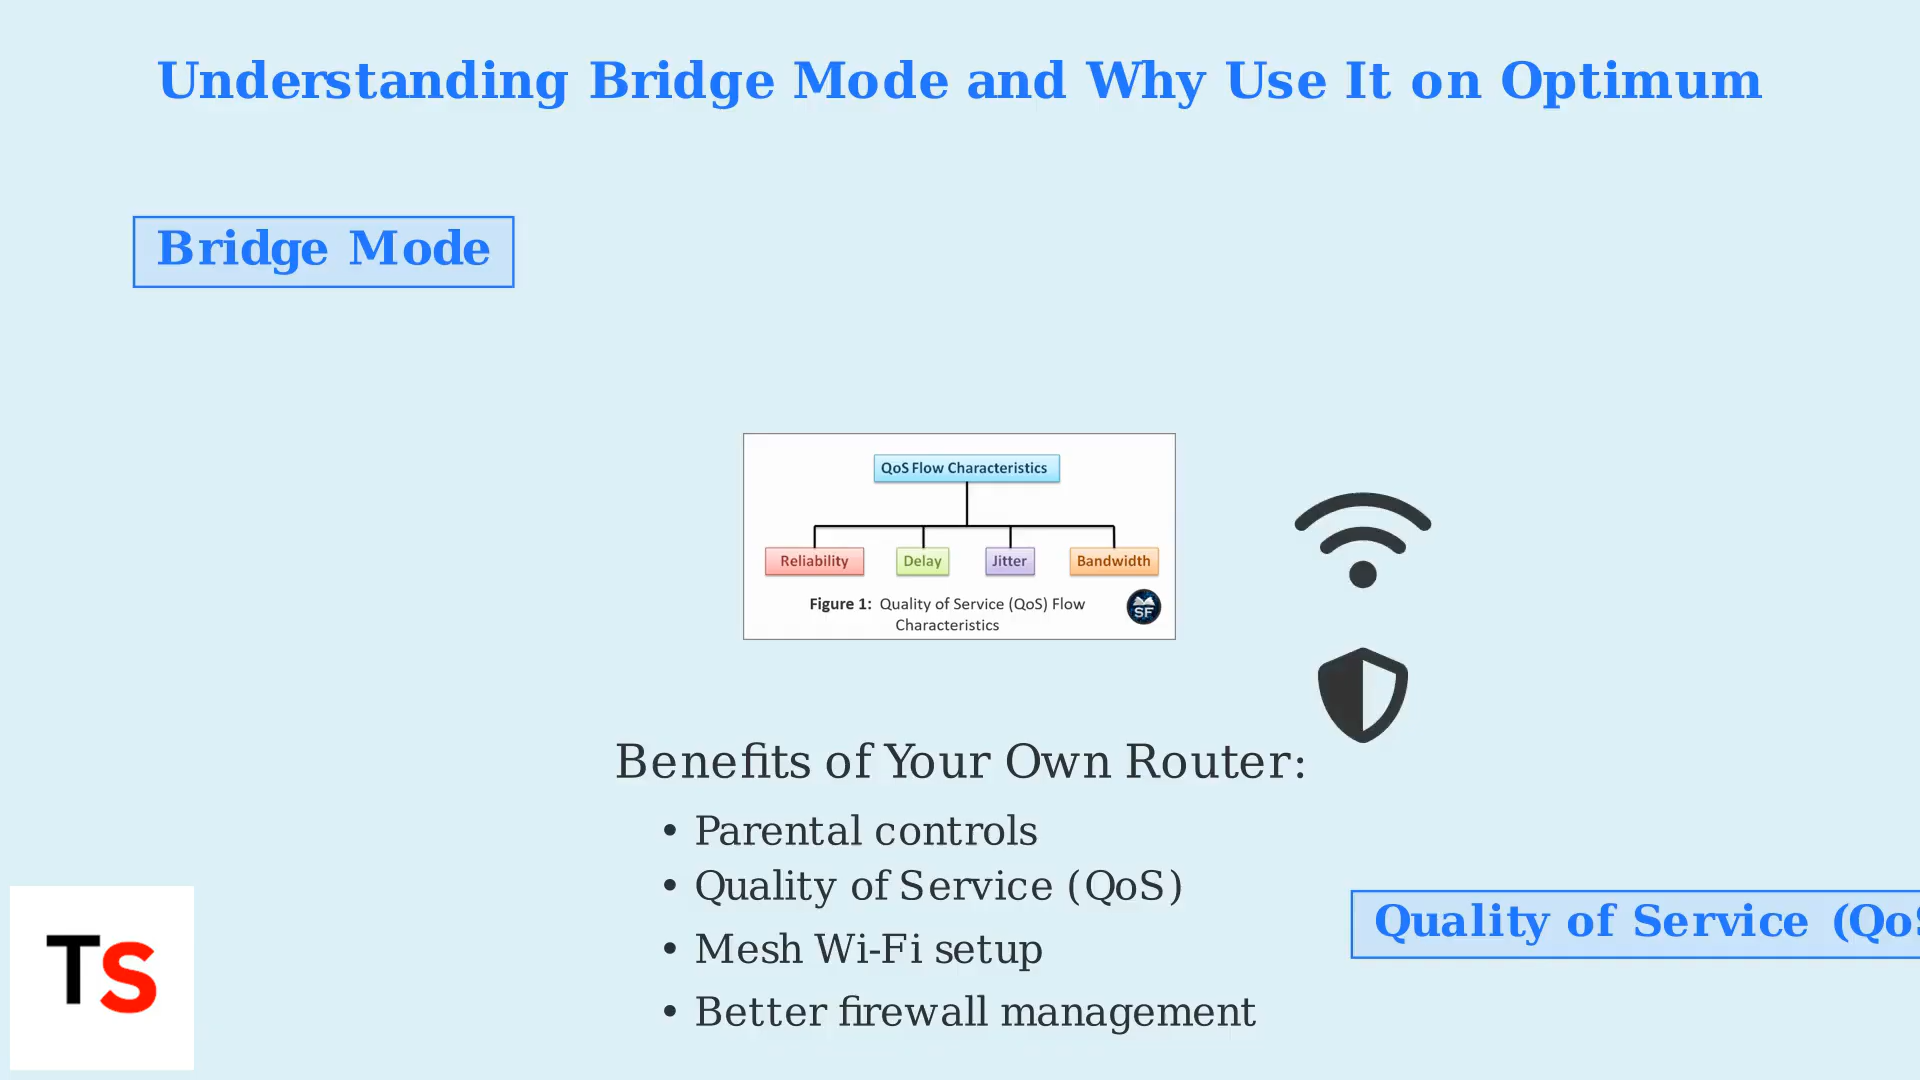 Understanding Bridge Mode and Why Use It on Optimum
Bridge Mode
QoS Flow Characteristics
Reliability
Delay
Jitter
Bandwidth
Figure 1: Quality of Service (QoS) Flow
Characteristics
SF
Benefits of Your Own Router:
• Parental controls
• Quality of Service (QoS)
• Mesh Wi-Fi setup
• Better firewall management
Quality of Service (QoS
TS